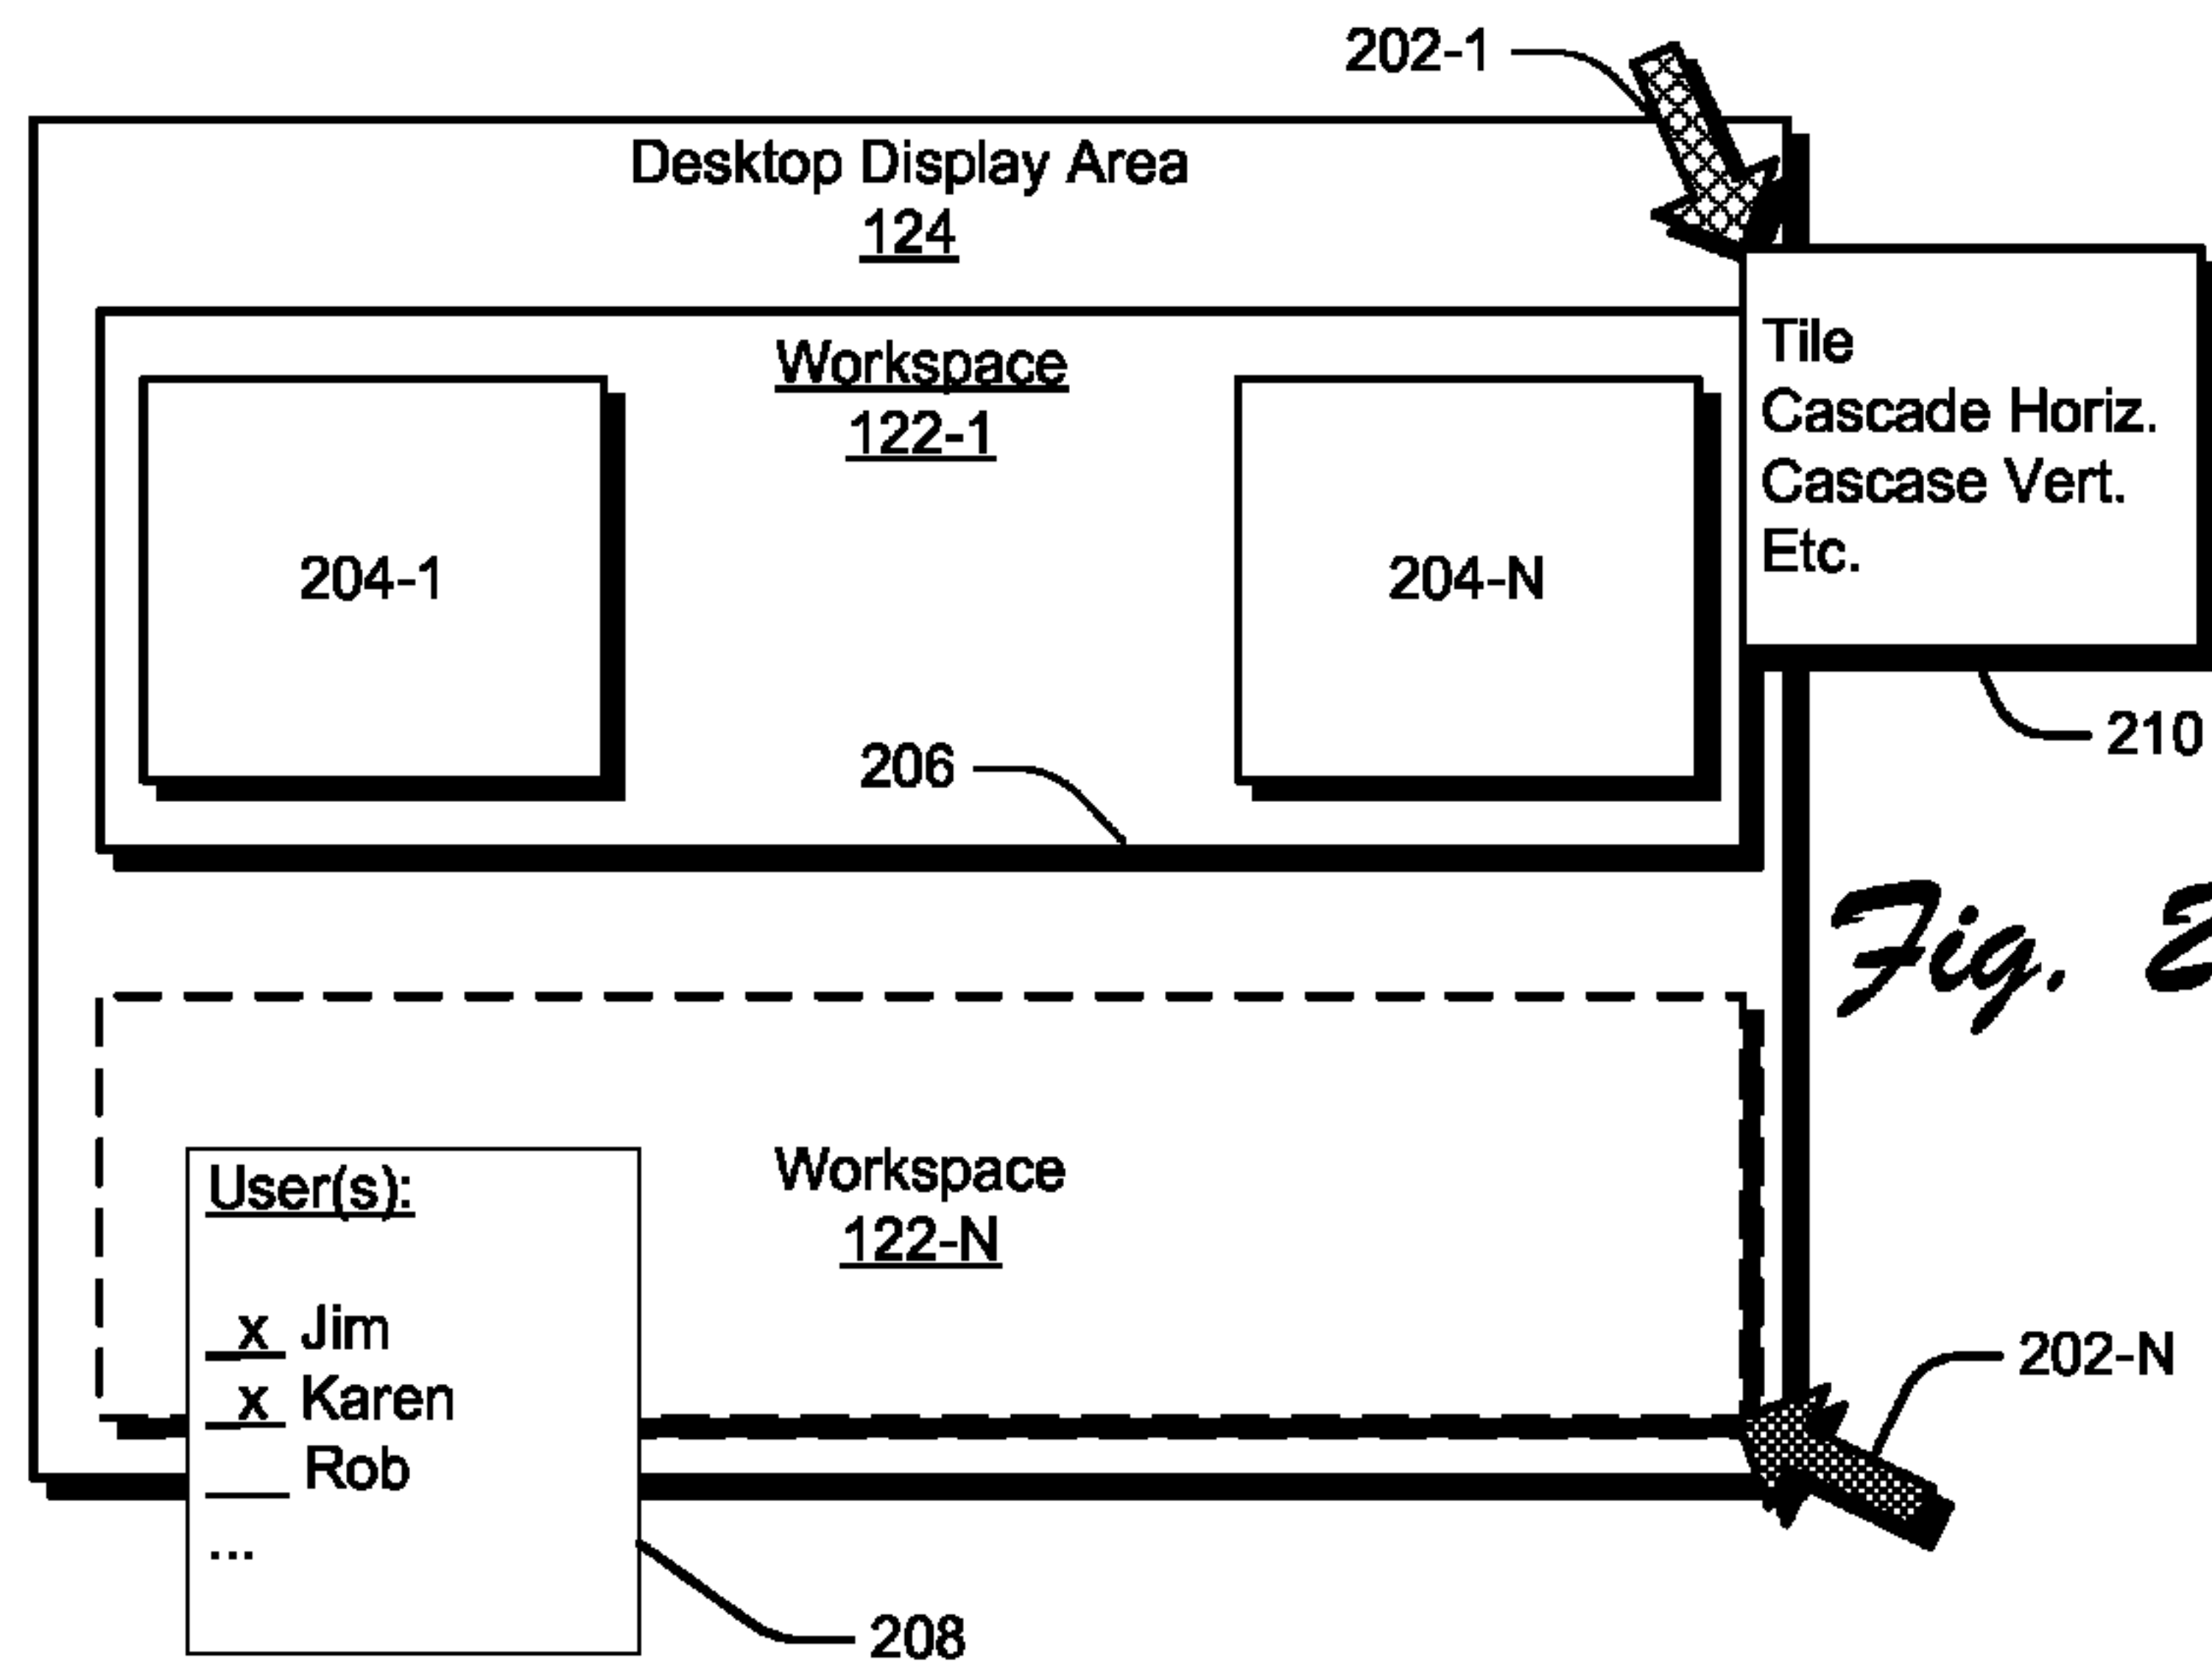 202-1
Desktop Display Area
124
Workspace
122-1
Tile
Cascade Horiz.
Cascase Vert.
Etc.
204-1
204-N
210
206
Fig. 2
Workspace
122-N
User(s):
x Jim
x Karen
Rob
...
202-N
208